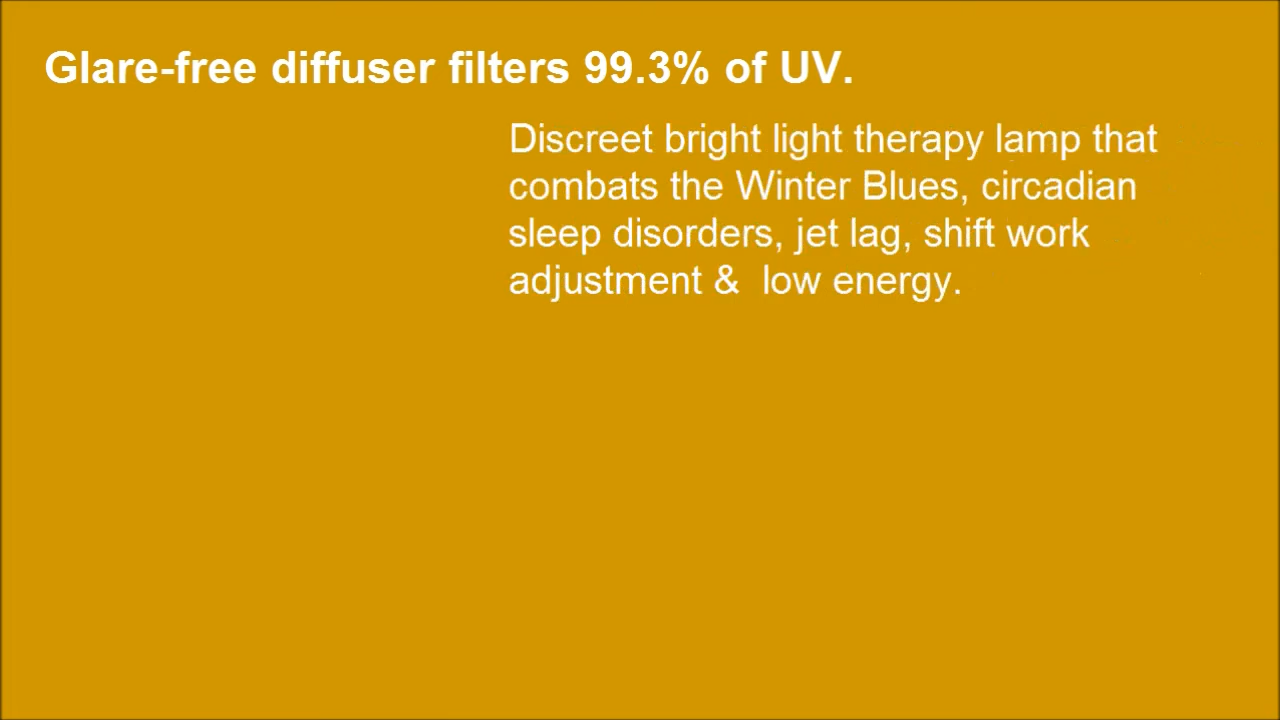 Glare-free diffuser filters 99.3% of UV.
Discreet bright light therapy lamp that
combats the Winter Blues, circadian
sleep disorders, jet lag, shift work
adjustment &  low energy.